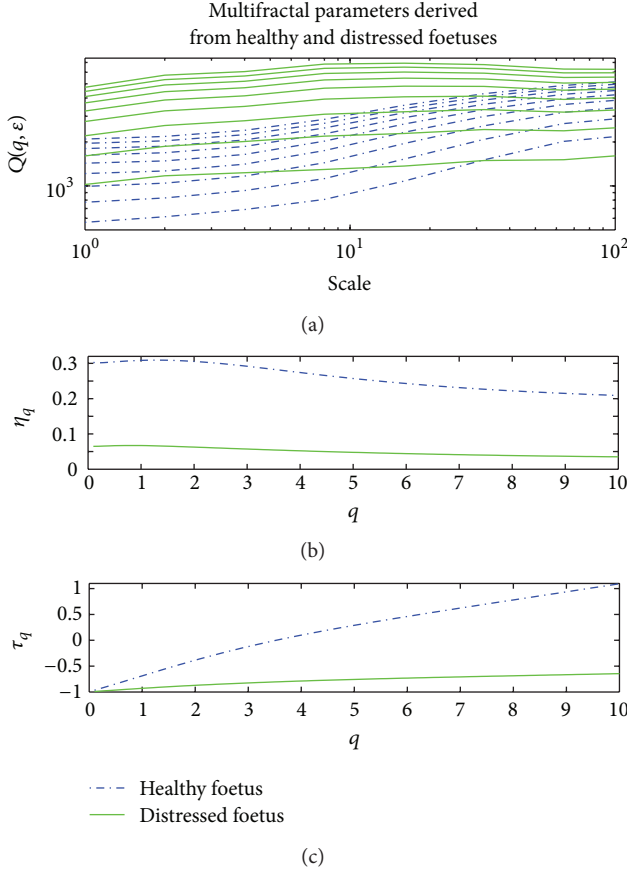 Multifractal parameters derived
from healthy and distressed foetuses
Q(q, ε)
10³
10⁰ 10¹ 10²
Scale
(a)
η_q
0.3
0.2
0.1
0
0 1 2 3 4 5 6 7 8 9 10
q
(b)
τ_q
1
0.5
0
−0.5
−1
0 1 2 3 4 5 6 7 8 9 10
q
Healthy foetus
Distressed foetus
(c)